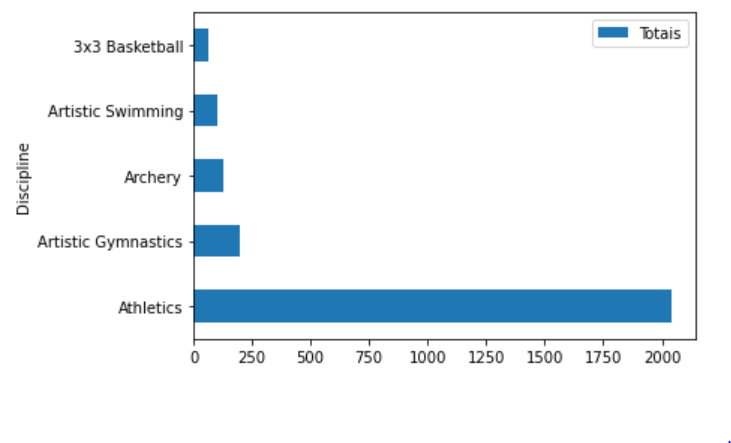 Totais
3x3 Basketball
Artistic Swimming
Archery
Artistic Gymnastics
Athletics
Discipline
0 250 500 750 1000 1250 1500 1750 2000